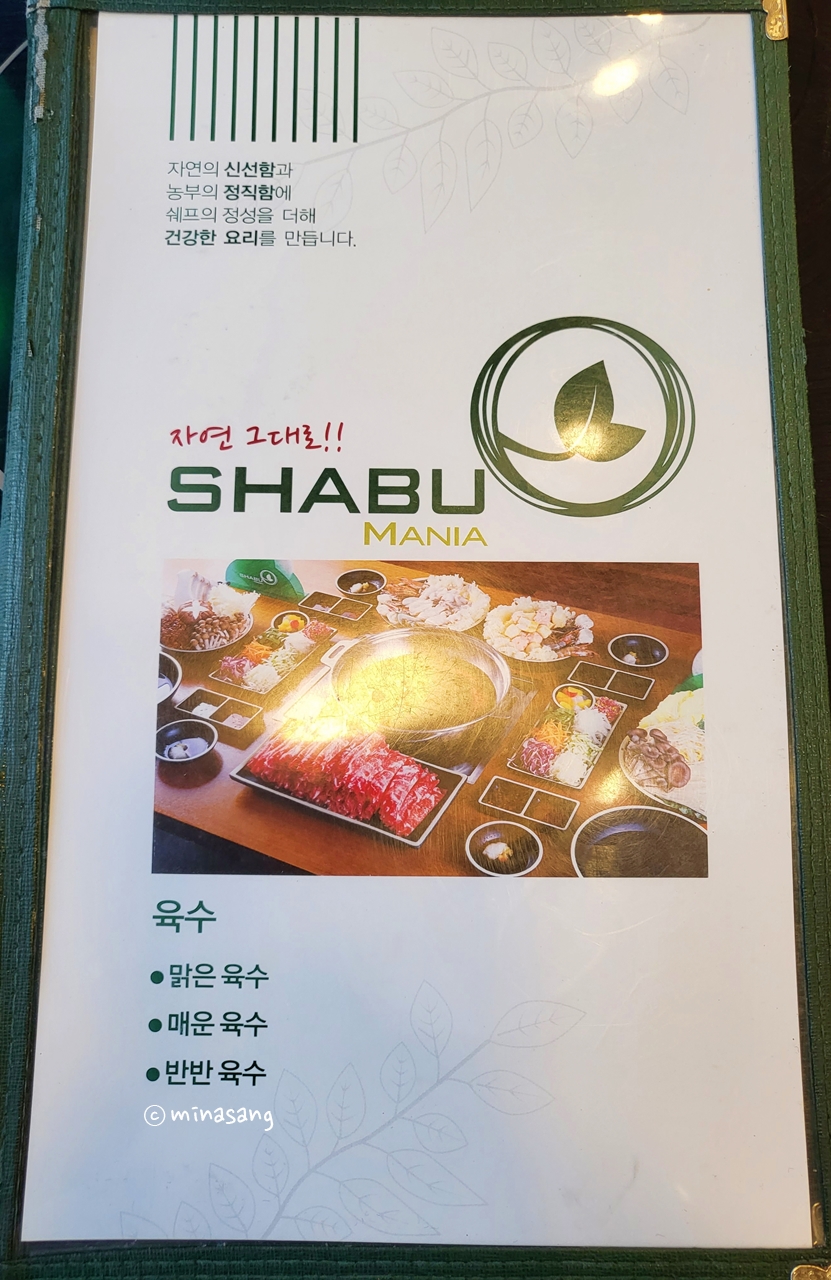 자연의 신선함과
농부의 정직함에
쉐프의 정성을 더해
건강한 요리를 만듭니다.
자연 그대로!!
SHABU
MANIA
SHABU
육수
●맑은 육수
●매운 육수
●반반 육수
ⓒminasang